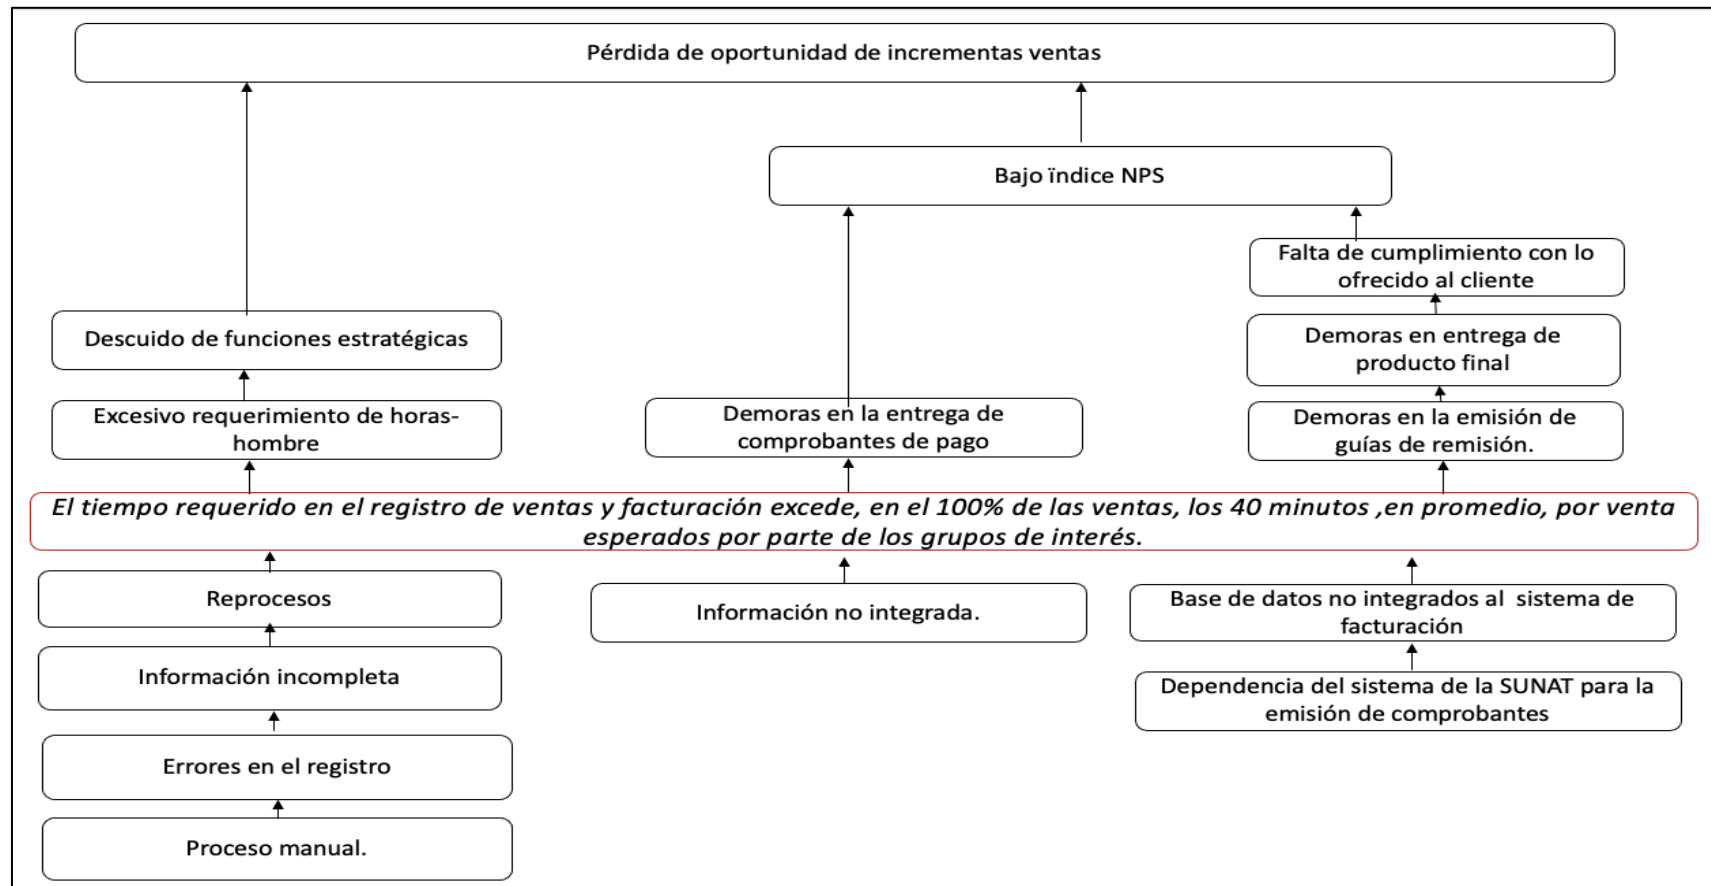 Pérdida de oportunidad de incrementas ventas
Bajo ïndice NPS
Falta de cumplimiento con lo
ofrecido al cliente
Descuido de funciones estratégicas
Demoras en entrega de
producto final
Excesivo requerimiento de horas-
hombre
Demoras en la entrega de
comprobantes de pago
Demoras en la emisión de
guías de remisión.
El tiempo requerido en el registro de ventas y facturación excede, en el 100% de las ventas, los 40 minutos ,en promedio, por venta
esperados por parte de los grupos de interés.
Reprocesos
Información no integrada.
Base de datos no integrados al sistema de
facturación
Información incompleta
Dependencia del sistema de la SUNAT para la
emisión de comprobantes
Errores en el registro
Proceso manual.